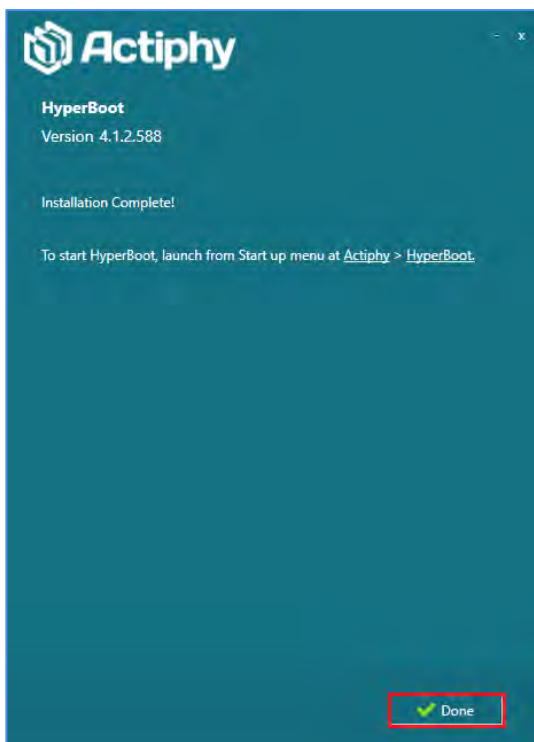 Actiphy
- x
HyperBoot
Version 4.1.2.588
Installation Complete!
To start HyperBoot, launch from Start up menu at Actiphy > HyperBoot.
Done